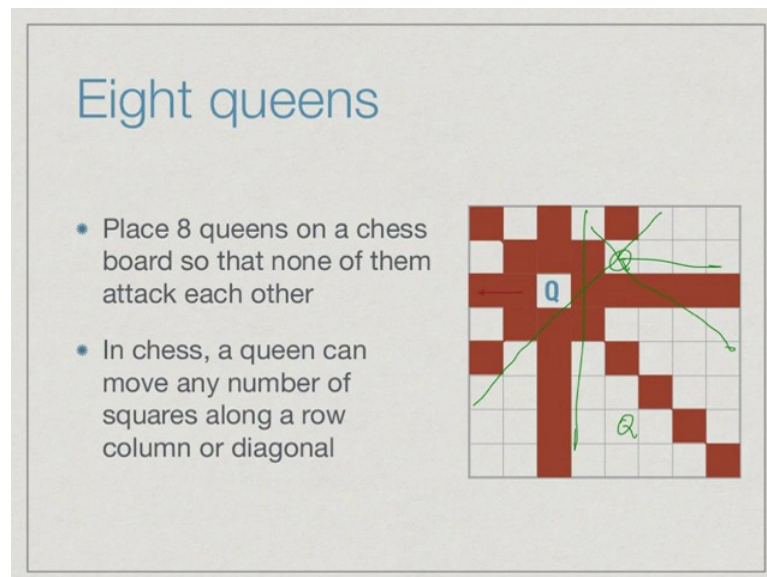 Eight queens
Place 8 queens on a chess
board so that none of them
attack each other
In chess, a queen can
move any number of
squares along a row
column or diagonal
Q
Q
Q